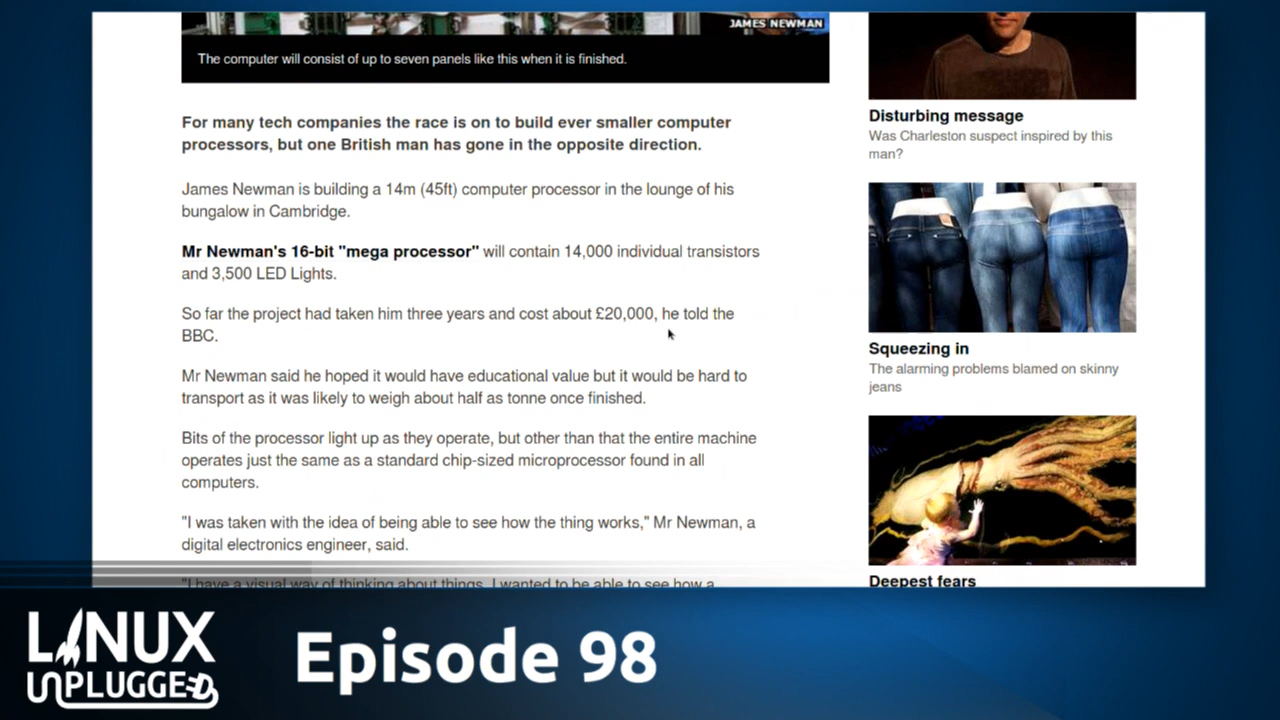 JAMES NEWMAN
The computer will consist of up to seven panels like this when it is finished.
For many tech companies the race is on to build ever smaller computer
processors, but one British man has gone in the opposite direction.
James Newman is building a 14m (45ft) computer processor in the lounge of his
bungalow in Cambridge.
Mr Newman's 16-bit "mega processor" will contain 14,000 individual transistors
and 3,500 LED Lights.
So far the project had taken him three years and cost about £20,000, he told the
BBC.
Mr Newman said he hoped it would have educational value but it would be hard to
transport as it was likely to weigh about half as tonne once finished.
Bits of the processor light up as they operate, but other than that the entire machine
operates just the same as a standard chip-sized microprocessor found in all
computers.
"I was taken with the idea of being able to see how the thing works," Mr Newman, a
digital electronics engineer, said.
"I have a visual way of thinking about things. I wanted to be able to see how a
Disturbing message
Was Charleston suspect inspired by this
man?
Squeezing in
The alarming problems blamed on skinny
jeans
Deepest fears
LINUX
UNPLUGGED
Episode 98